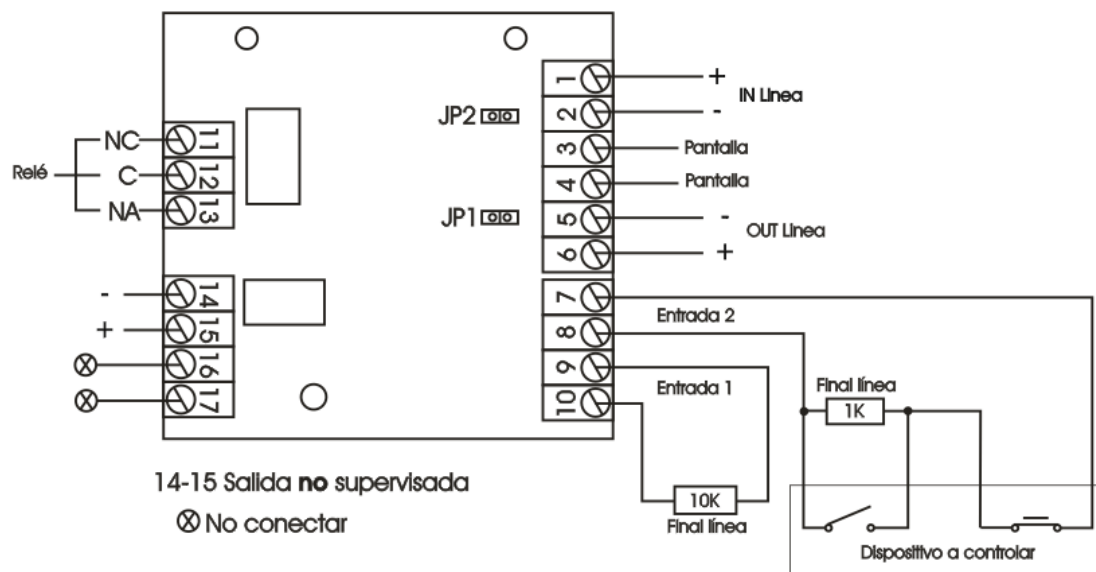 1
+
IN Línea
2
-
JP2
3
Pantalla
4
Pantalla
JP1
5
-
OUT Línea
6
+
NC
11
Relé
C
12
NA
13
-
14
+
15
16
17
7
Entrada 2
8
9
Entrada 1
10
Final línea
1K
10K
Final línea
Dispositivo a controlar
14-15 Salida no supervisada
No conectar